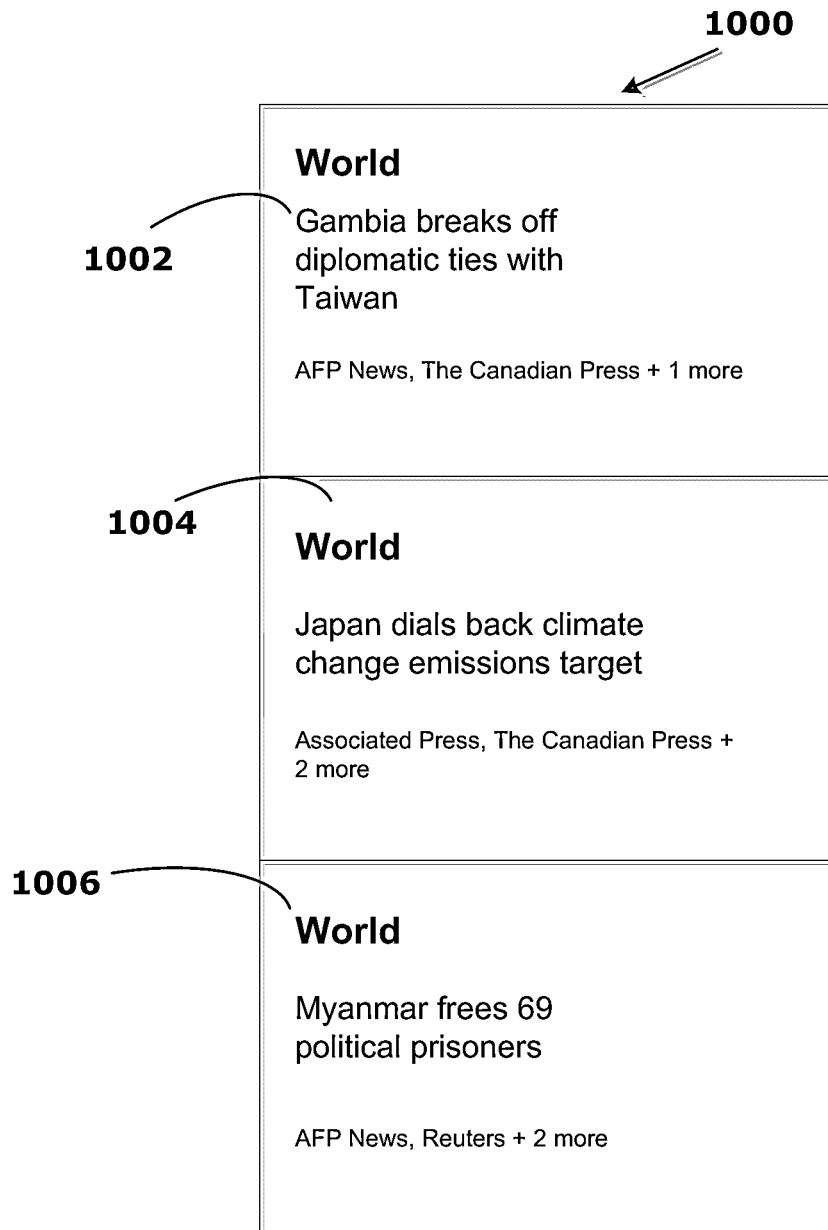 1000
World
1002
Gambia breaks off
diplomatic ties with
Taiwan
AFP News, The Canadian Press + 1 more
1004
World
Japan dials back climate
change emissions target
Associated Press, The Canadian Press +
2 more
1006
World
Myanmar frees 69
political prisoners
AFP News, Reuters + 2 more